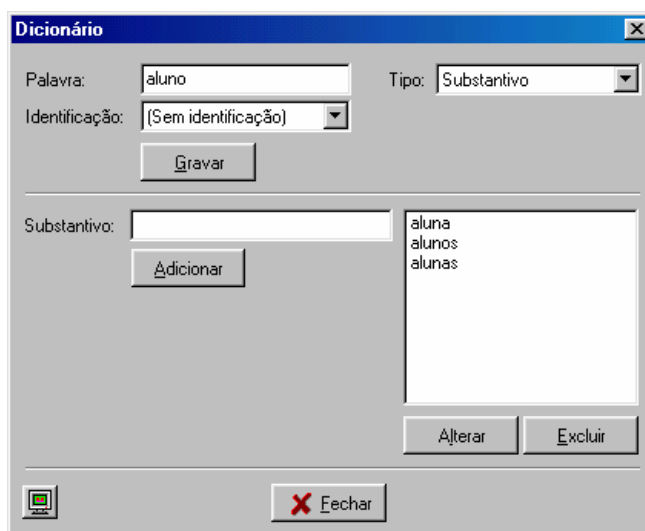 Dicionário
Palavra: aluno Tipo: Substantivo
Identificação: (Sem identificação)
Gravar
Substantivo:
Adicionar
aluna
alunos
alunas
Alterar Excluir
Fechar